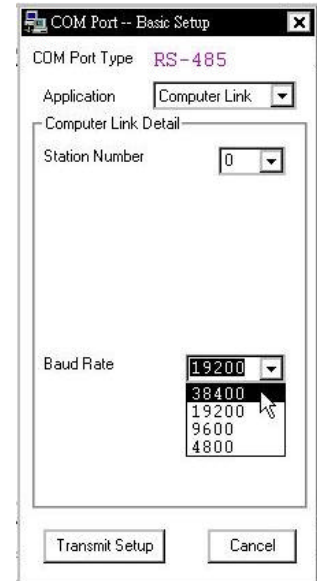 COM Port -- Basic Setup
COM Port Type RS-485
Application Computer Link
Computer Link Detail
Station Number 0
Baud Rate 19200
38400
19200
9600
4800
Transmit Setup Cancel